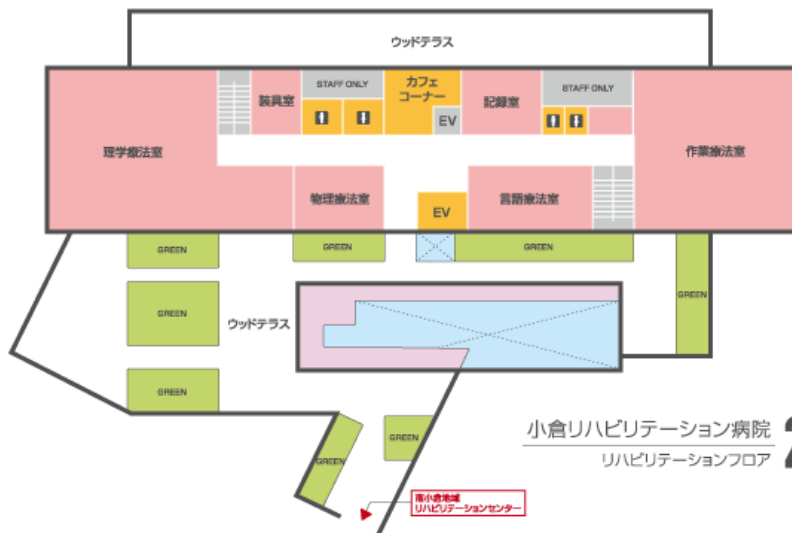 ウッドテラス
理学療法室
装具室
STAFF ONLY
カフェ
コーナー
EV
記録室
STAFF ONLY
作業療法室
物理療法室
EV
言語療法室
GREEN
GREEN
GREEN
GREEN
ウッドテラス
GREEN
GREEN
GREEN
GREEN
小倉リハビリテーション病院
リハビリテーションフロア
2
南小倉地域
リハビリテーションセンター